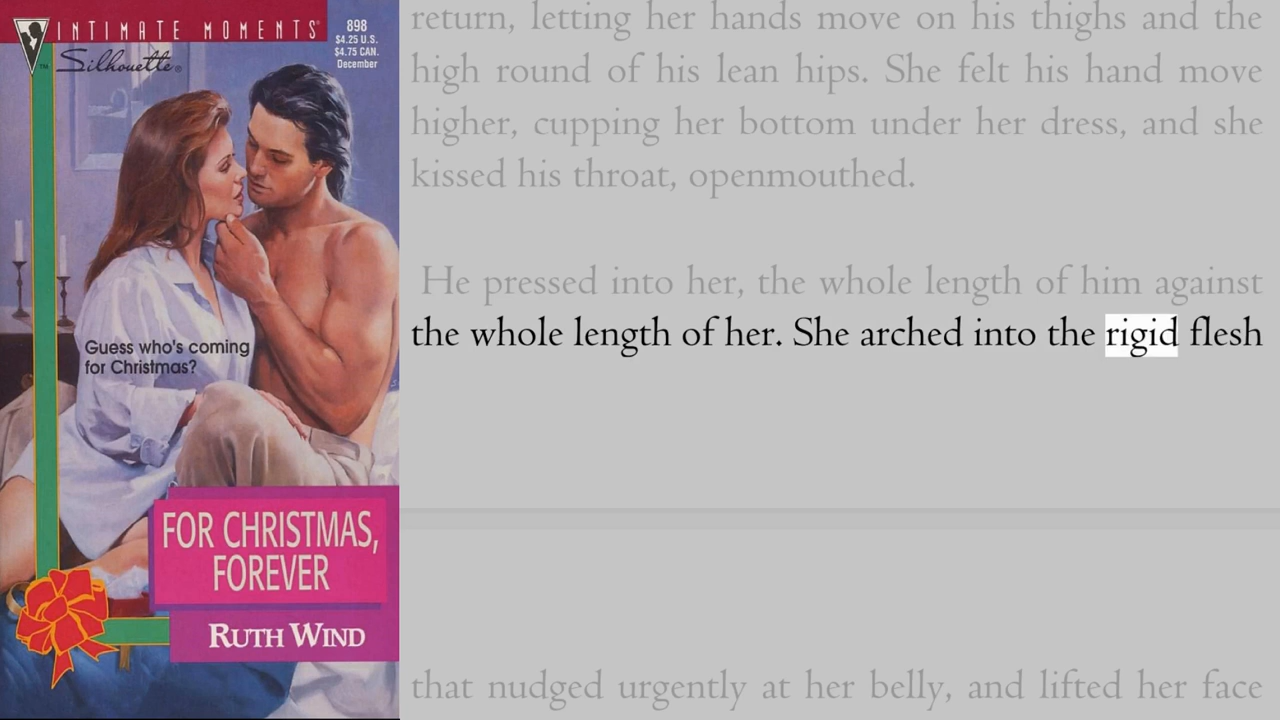 INTIMATE MOMENTS®
898
$4.25 U.S.
$4.75 CAN.
December
Silhouette®
TM
Guess who's coming
for Christmas?
FOR CHRISTMAS,
FOREVER
RUTH WIND
return, letting her hands move on his thighs and the
high round of his lean hips. She felt his hand move
higher, cupping her bottom under her dress, and she
kissed his throat, openmouthed.
He pressed into her, the whole length of him against
the whole length of her. She arched into the rigid flesh
that nudged urgently at her belly, and lifted her face